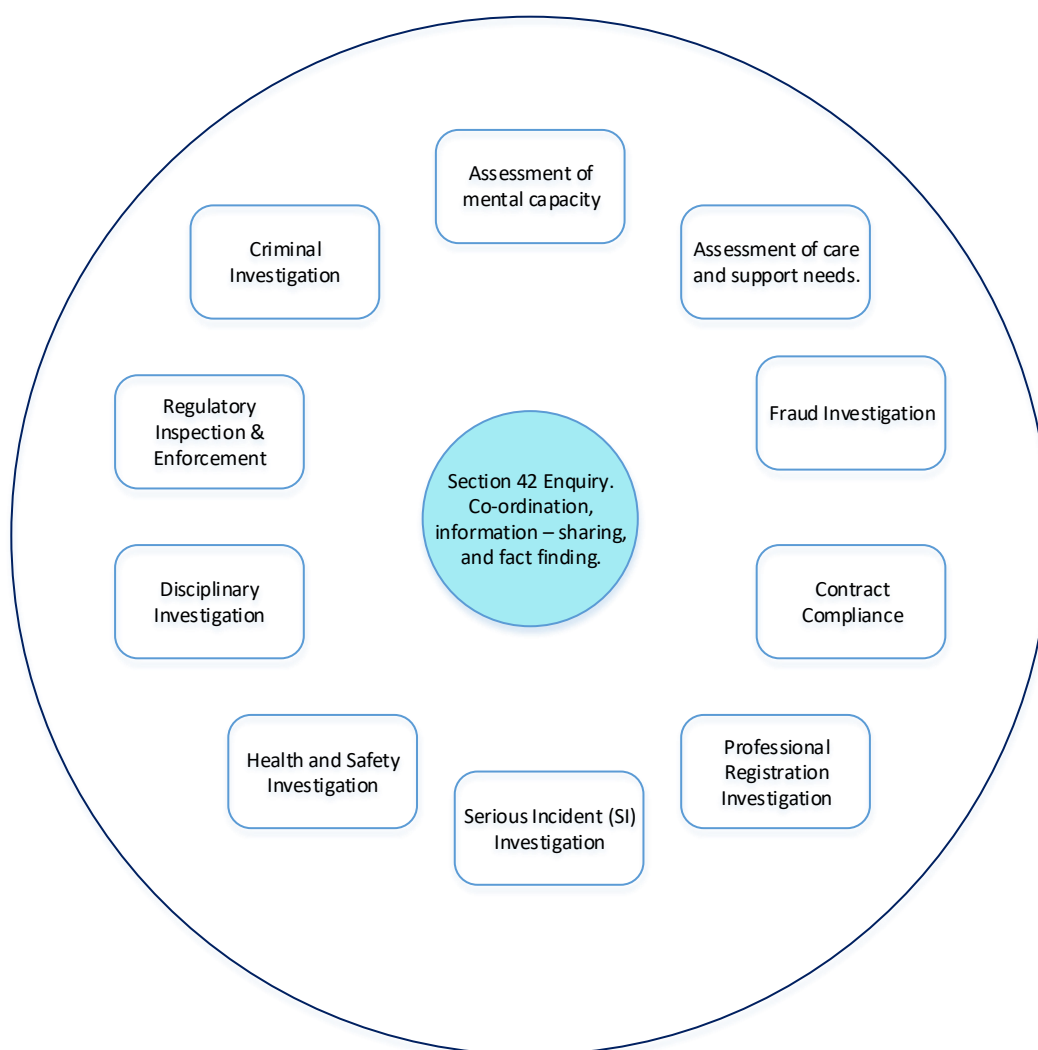 Assessment of
mental capacity
Criminal
Investigation
Assessment of care
and support needs.
Regulatory
Inspection &
Enforcement
Fraud Investigation
Section 42 Enquiry.
Co-ordination,
information – sharing,
and fact finding.
Disciplinary
Investigation
Contract
Compliance
Health and Safety
Investigation
Professional
Registration
Investigation
Serious Incident (SI)
Investigation